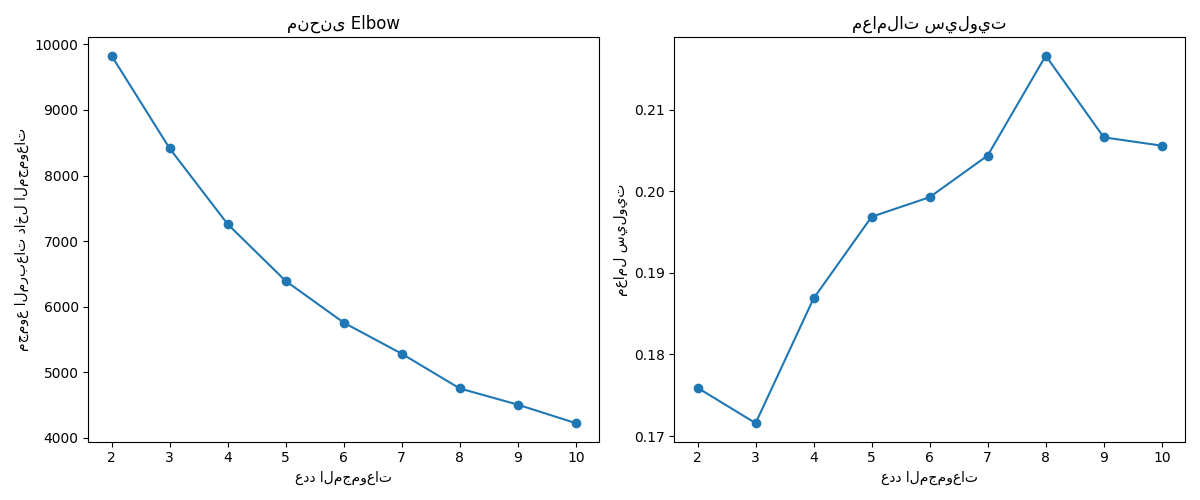 منحنى Elbow
10000
9000
8000
7000
6000
5000
4000
مجموع المربعات داخل المجموعات
2 3 4 5 6 7 8 9 10
عدد المجموعات
معاملات سيلويت
0.21
0.20
0.19
0.18
0.17
معامل سيلويت
2 3 4 5 6 7 8 9 10
عدد المجموعات